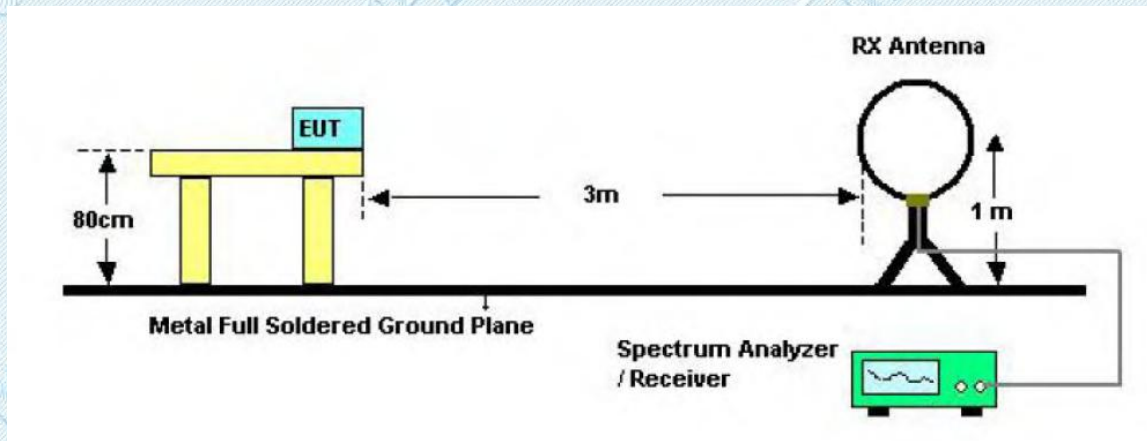 RX Antenna
EUT
80cm
3m
1 m
Metal Full Soldered Ground Plane
Spectrum Analyzer
/ Receiver